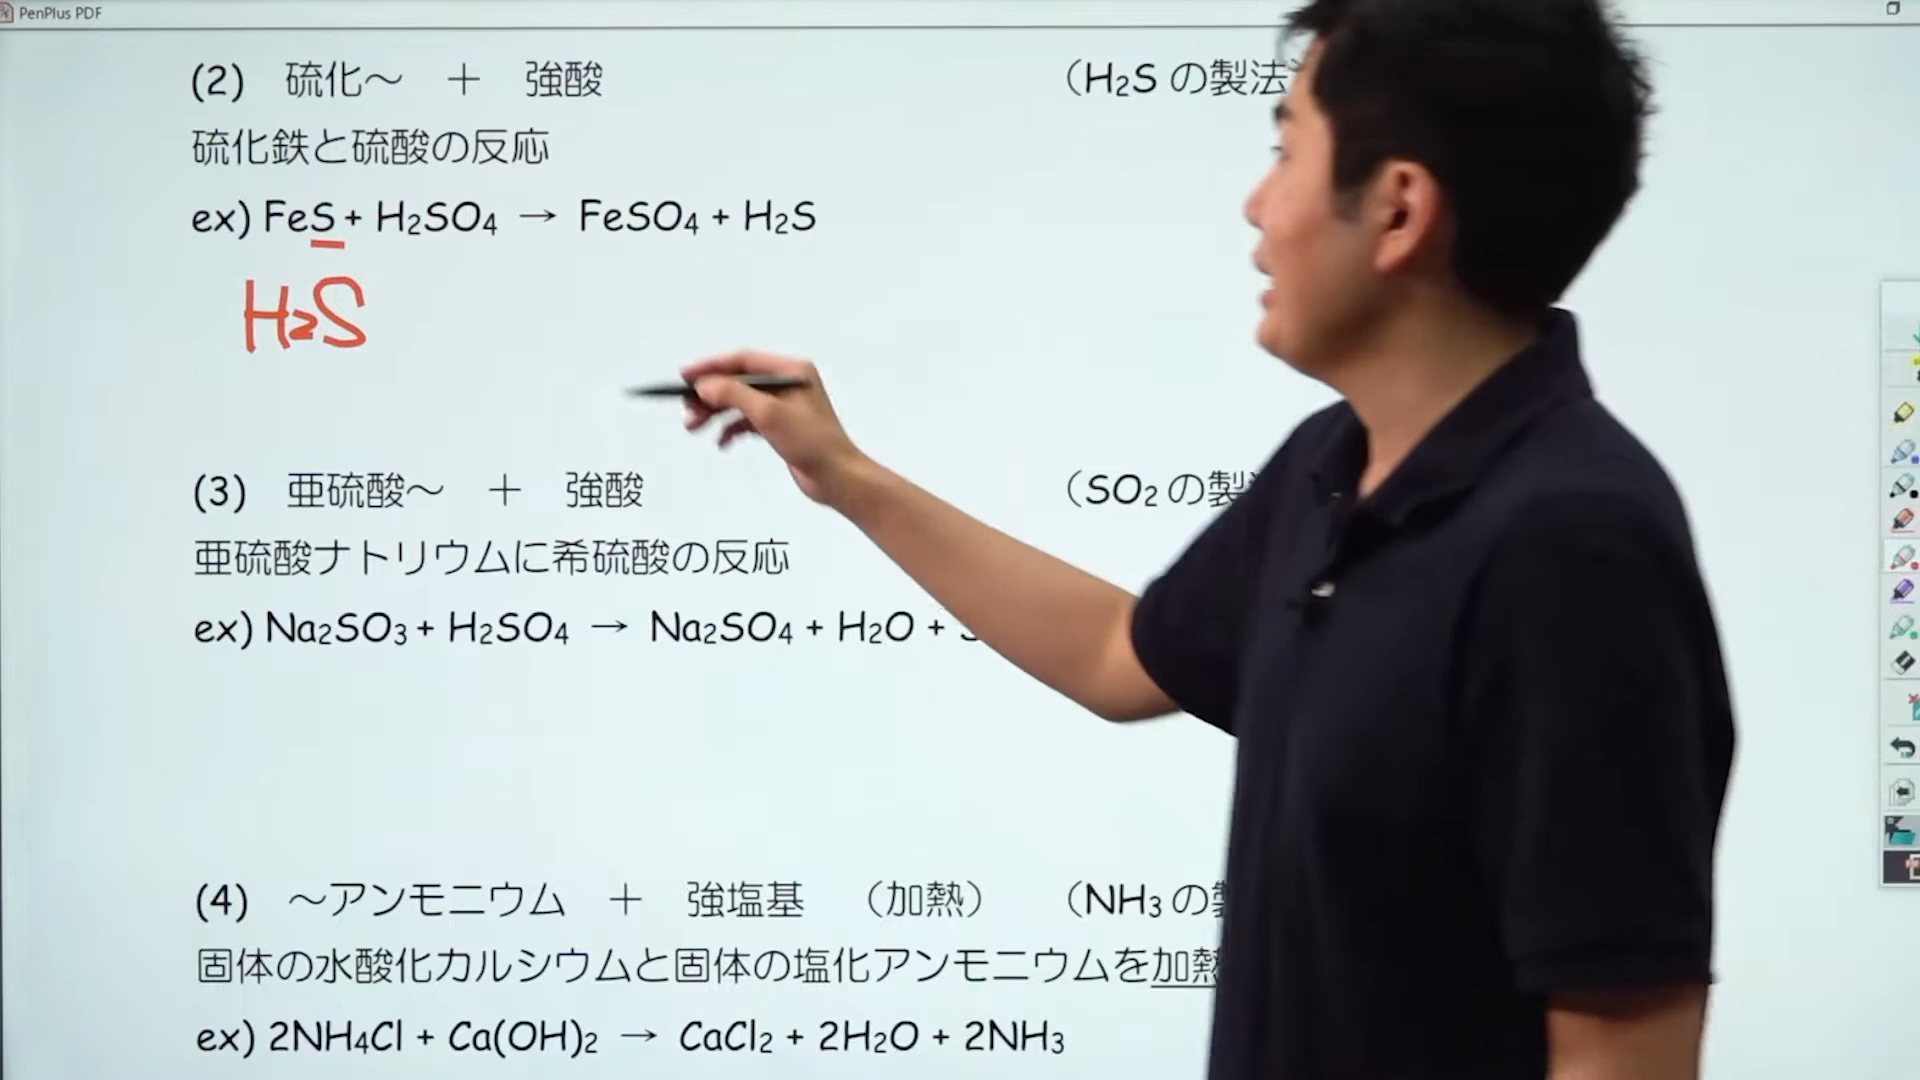 PenPlus PDF
(2) 硫化～ ＋ 強酸 （H2S の製法
硫化鉄と硫酸の反応
ex) FeS + H2SO4 → FeSO4 + H2S
H2S
(3) 亜硫酸～ ＋ 強酸 （SO2 の製
亜硫酸ナトリウムに希硫酸の反応
ex) Na2SO3 + H2SO4 → Na2SO4 + H2O +
(4) ～アンモニウム ＋ 強塩基 （加熱） （NH3 の
固体の水酸化カルシウムと固体の塩化アンモニウムを加熱
ex) 2NH4Cl + Ca(OH)2 → CaCl2 + 2H2O + 2NH3